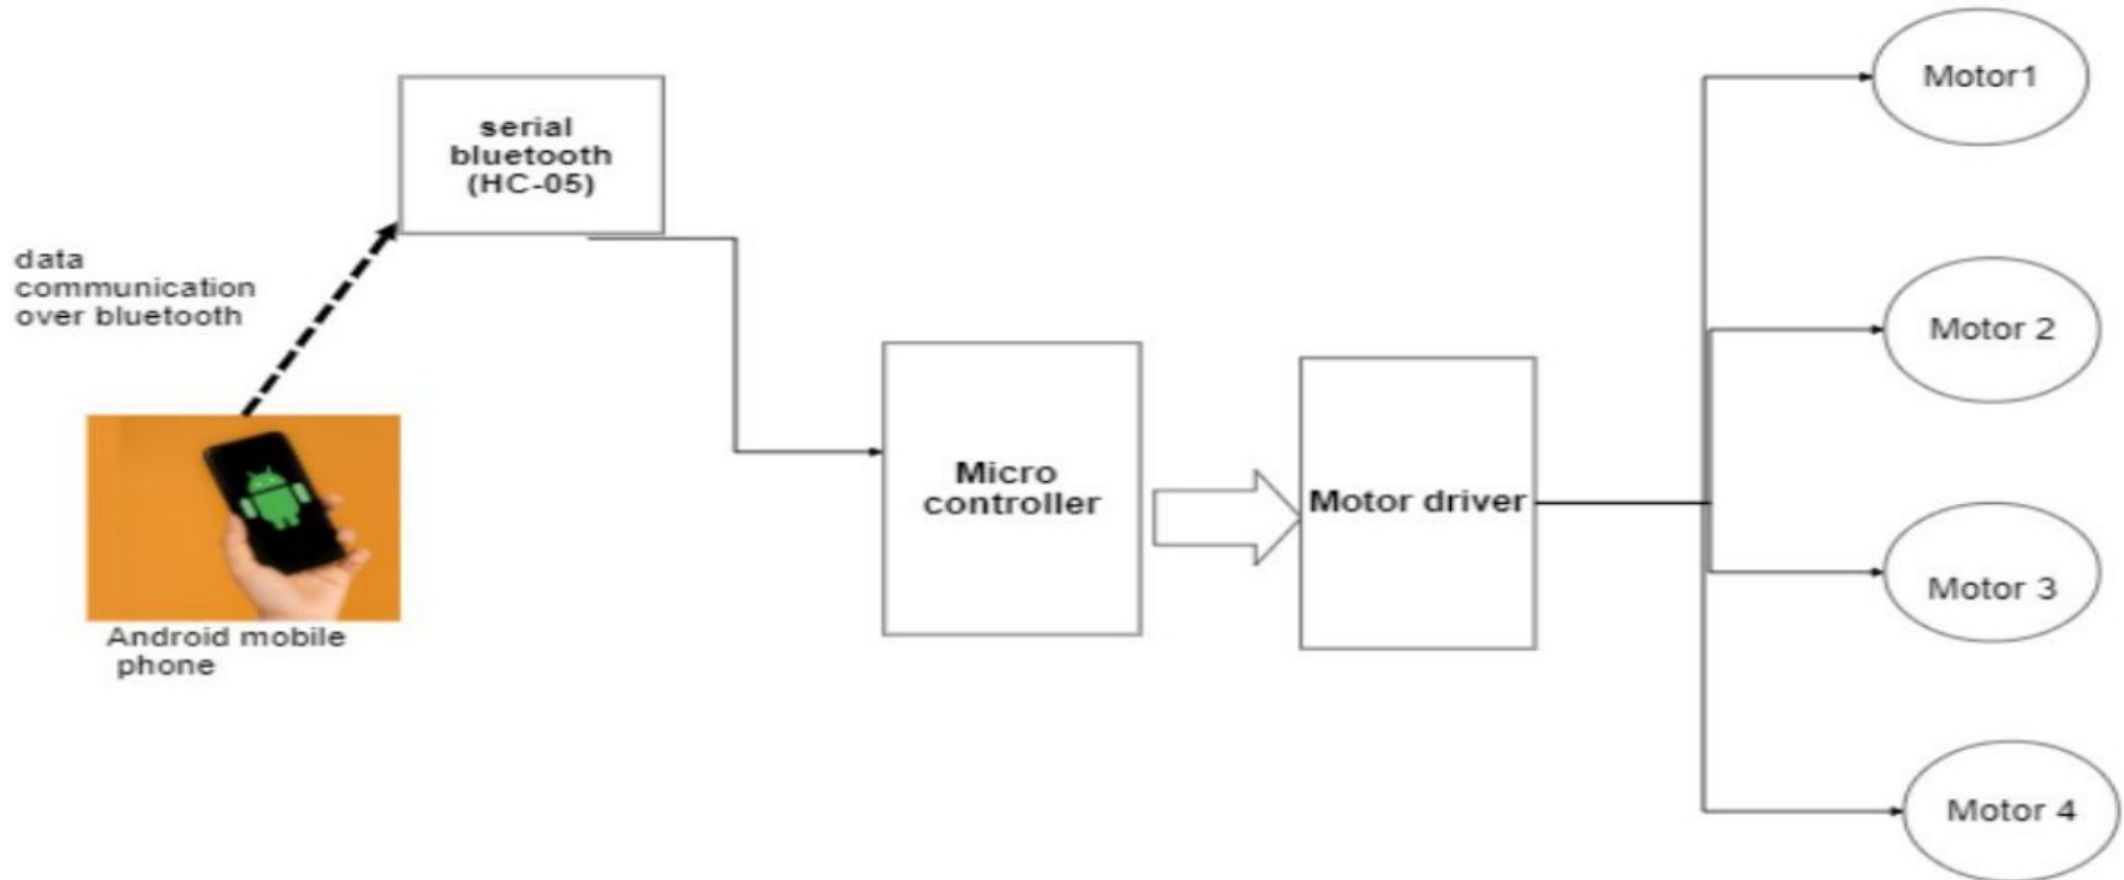 serial
bluetooth
(HC-05)
data
communication
over bluetooth
Android mobile
phone
Micro
controller
Motor driver
Motor1
Motor 2
Motor 3
Motor 4